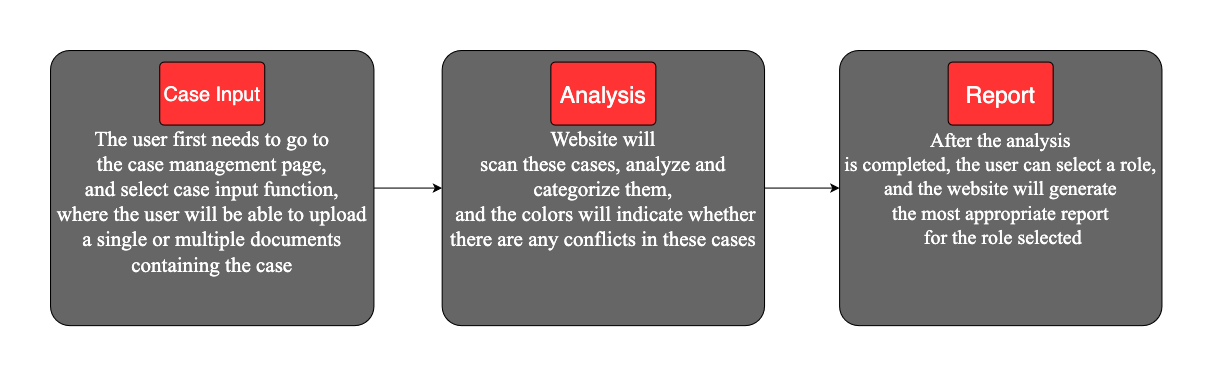 Case Input
The user first needs to go to
the case management page,
and select case input function,
where the user will be able to upload
a single or multiple documents
containing the case
Analysis
Website will
scan these cases, analyze and
categorize them,
and the colors will indicate whether
there are any conflicts in these cases
Report
After the analysis
is completed, the user can select a role,
and the website will generate
the most appropriate report
for the role selected